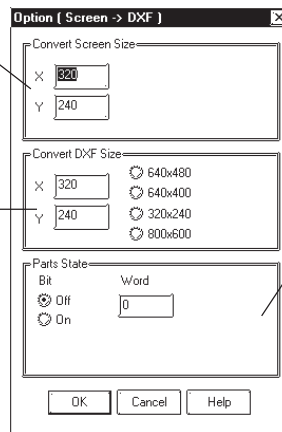 Option ( Screen -> DXF )
Convert Screen Size
X 320
Y 240
Convert DXF Size
X 320
Y 240
640x480
640x400
320x240
800x600
Parts State
Bit Word
Off 0
On
OK Cancel Help